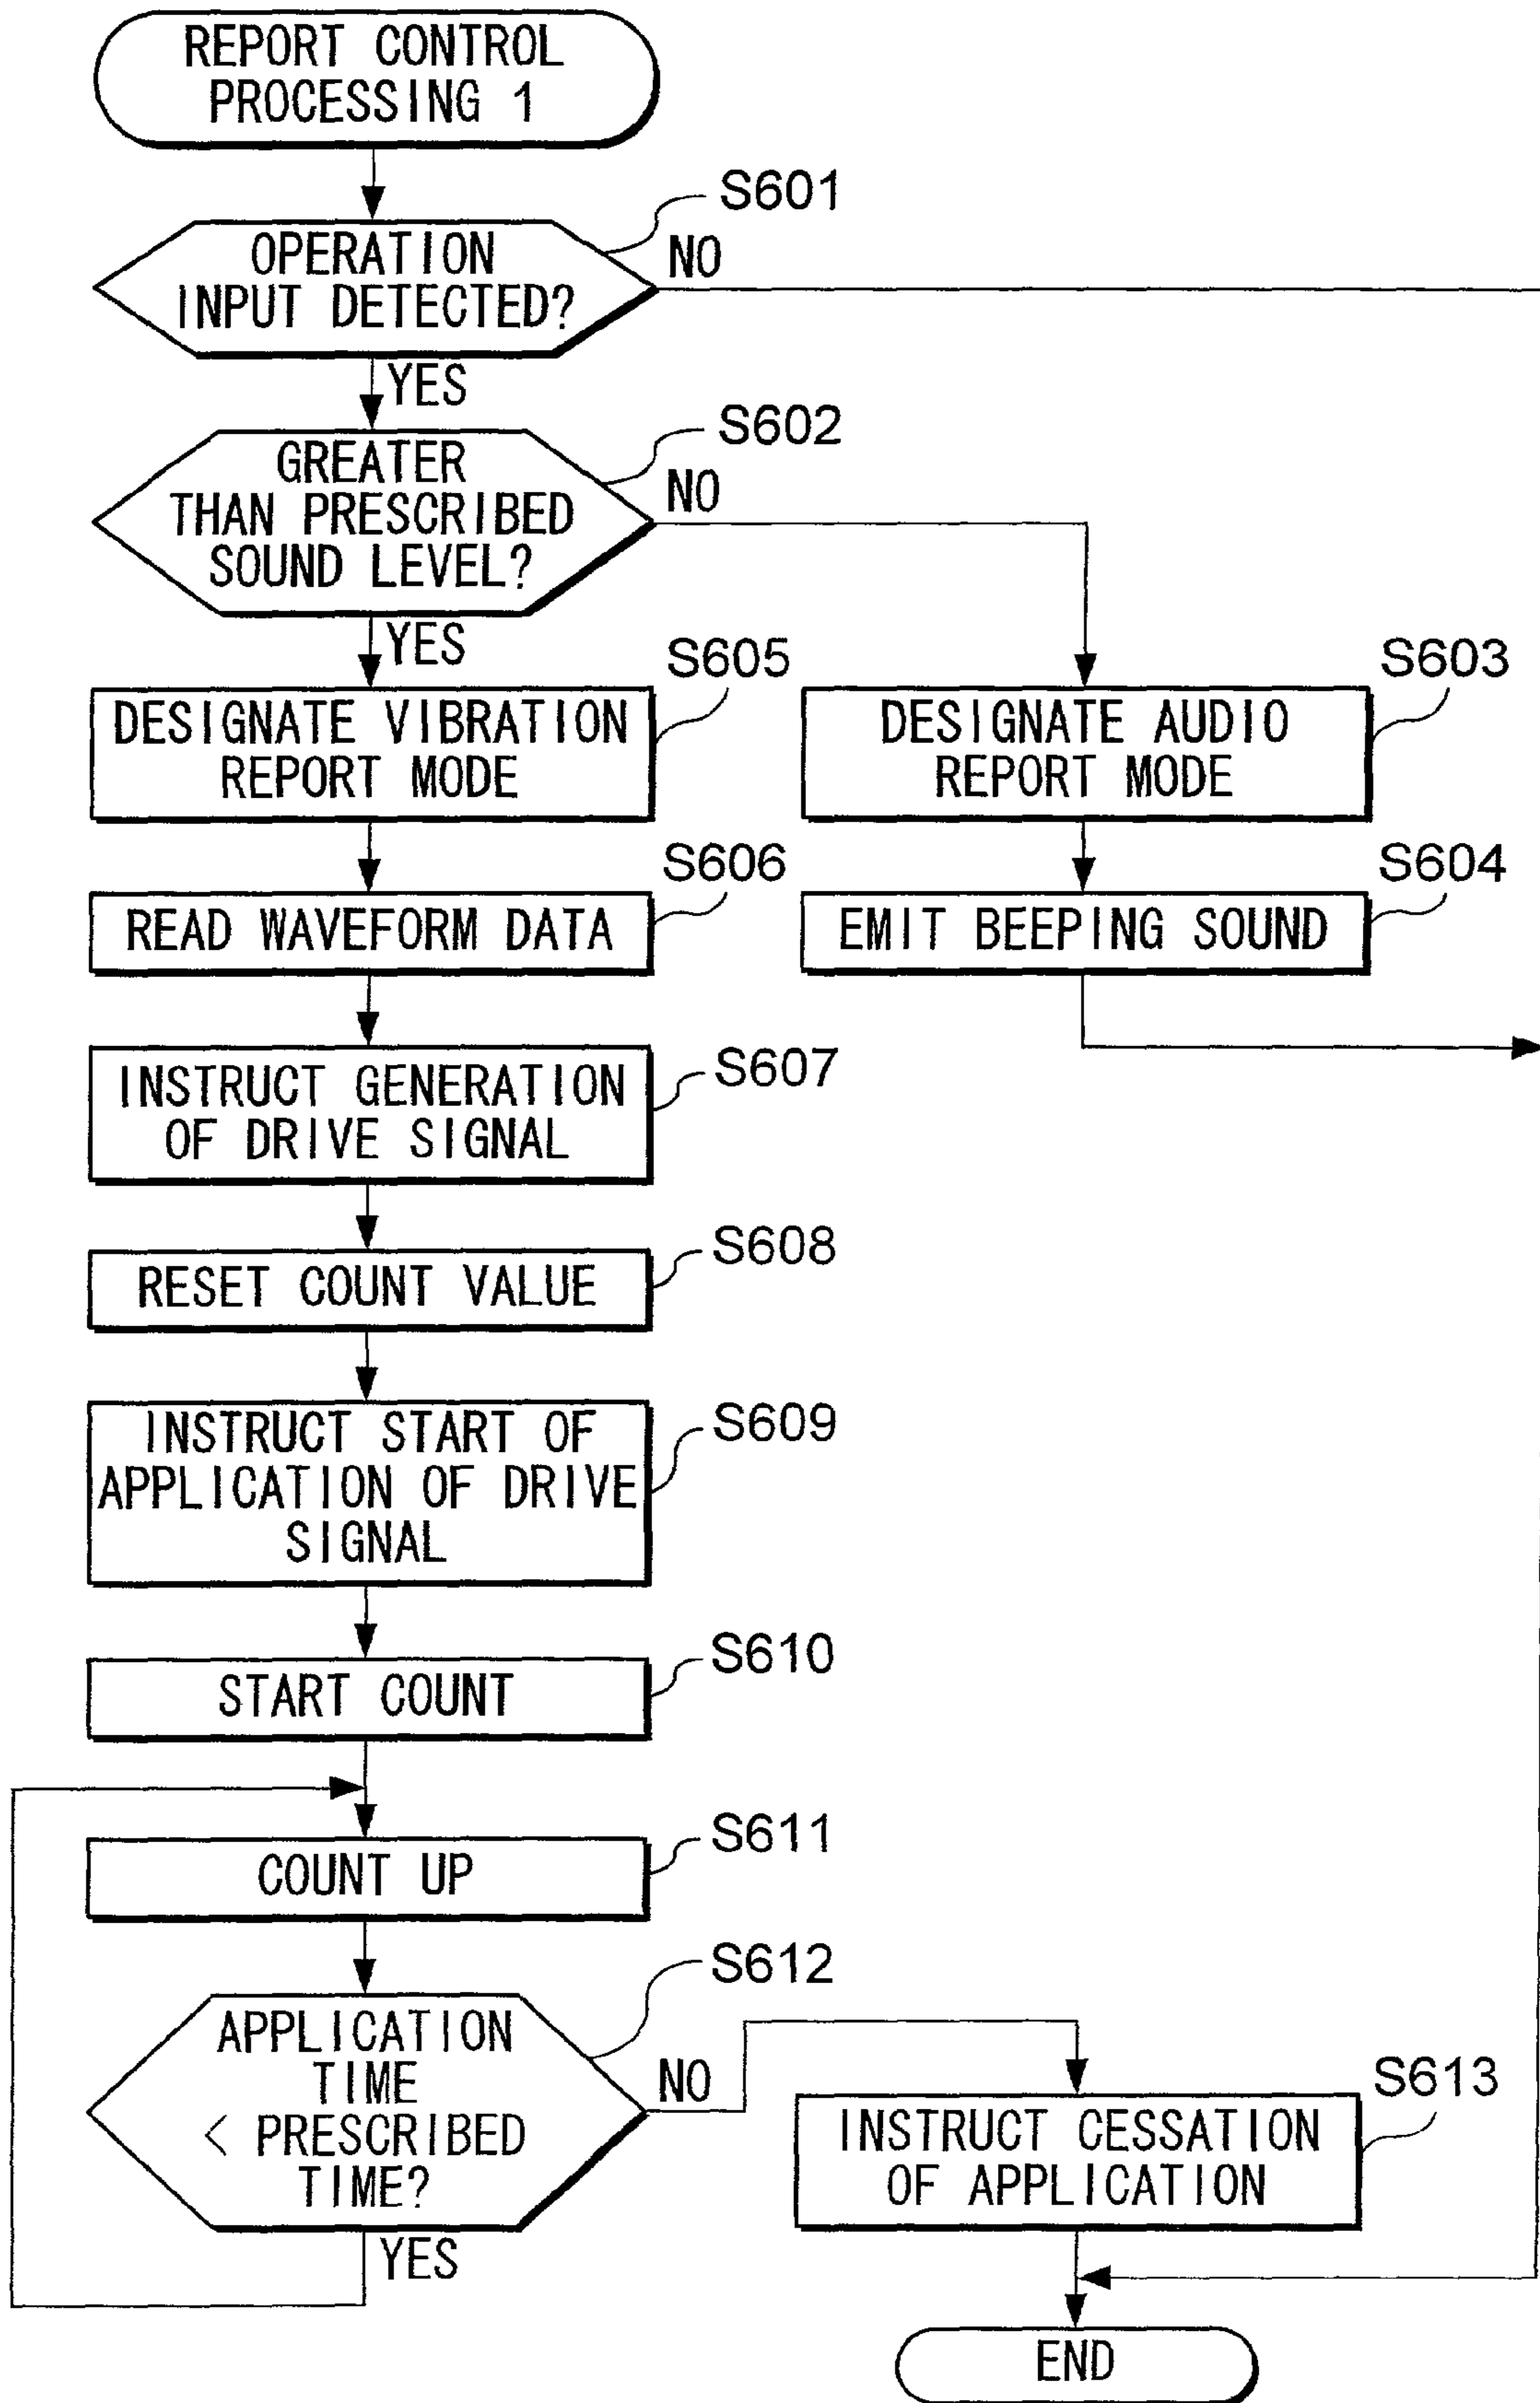 REPORT CONTROL
PROCESSING 1
S601
OPERATION
INPUT DETECTED?
NO
YES
S602
GREATER
THAN PRESCRIBED
SOUND LEVEL?
NO
YES
S605
DESIGNATE VIBRATION
REPORT MODE
S603
DESIGNATE AUDIO
REPORT MODE
S606
READ WAVEFORM DATA
S604
EMIT BEEPING SOUND
S607
INSTRUCT GENERATION
OF DRIVE SIGNAL
S608
RESET COUNT VALUE
S609
INSTRUCT START OF
APPLICATION OF DRIVE
SIGNAL
S610
START COUNT
S611
COUNT UP
S612
APPLICATION
TIME
< PRESCRIBED
TIME?
NO
YES
S613
INSTRUCT CESSATION
OF APPLICATION
END